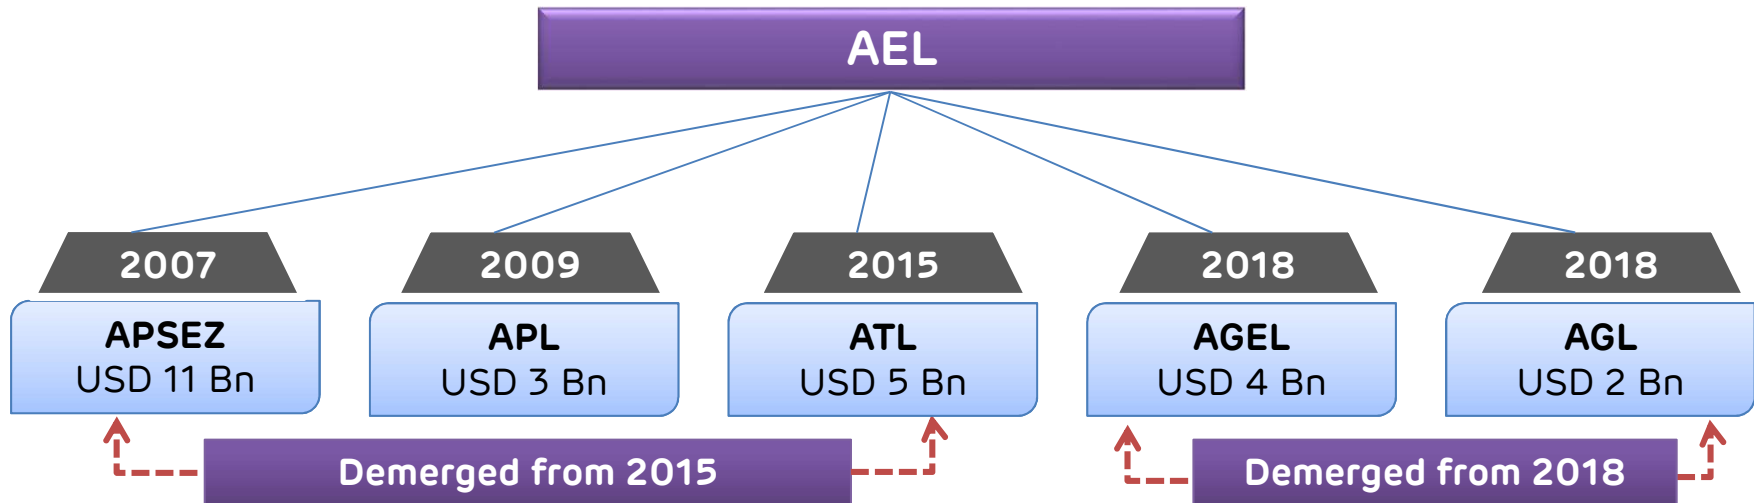 AEL
2007
2009
2015
2018
2018
APSEZ
USD 11 Bn
APL
USD 3 Bn
ATL
USD 5 Bn
AGEL
USD 4 Bn
AGL
USD 2 Bn
Demerged from 2015
Demerged from 2018